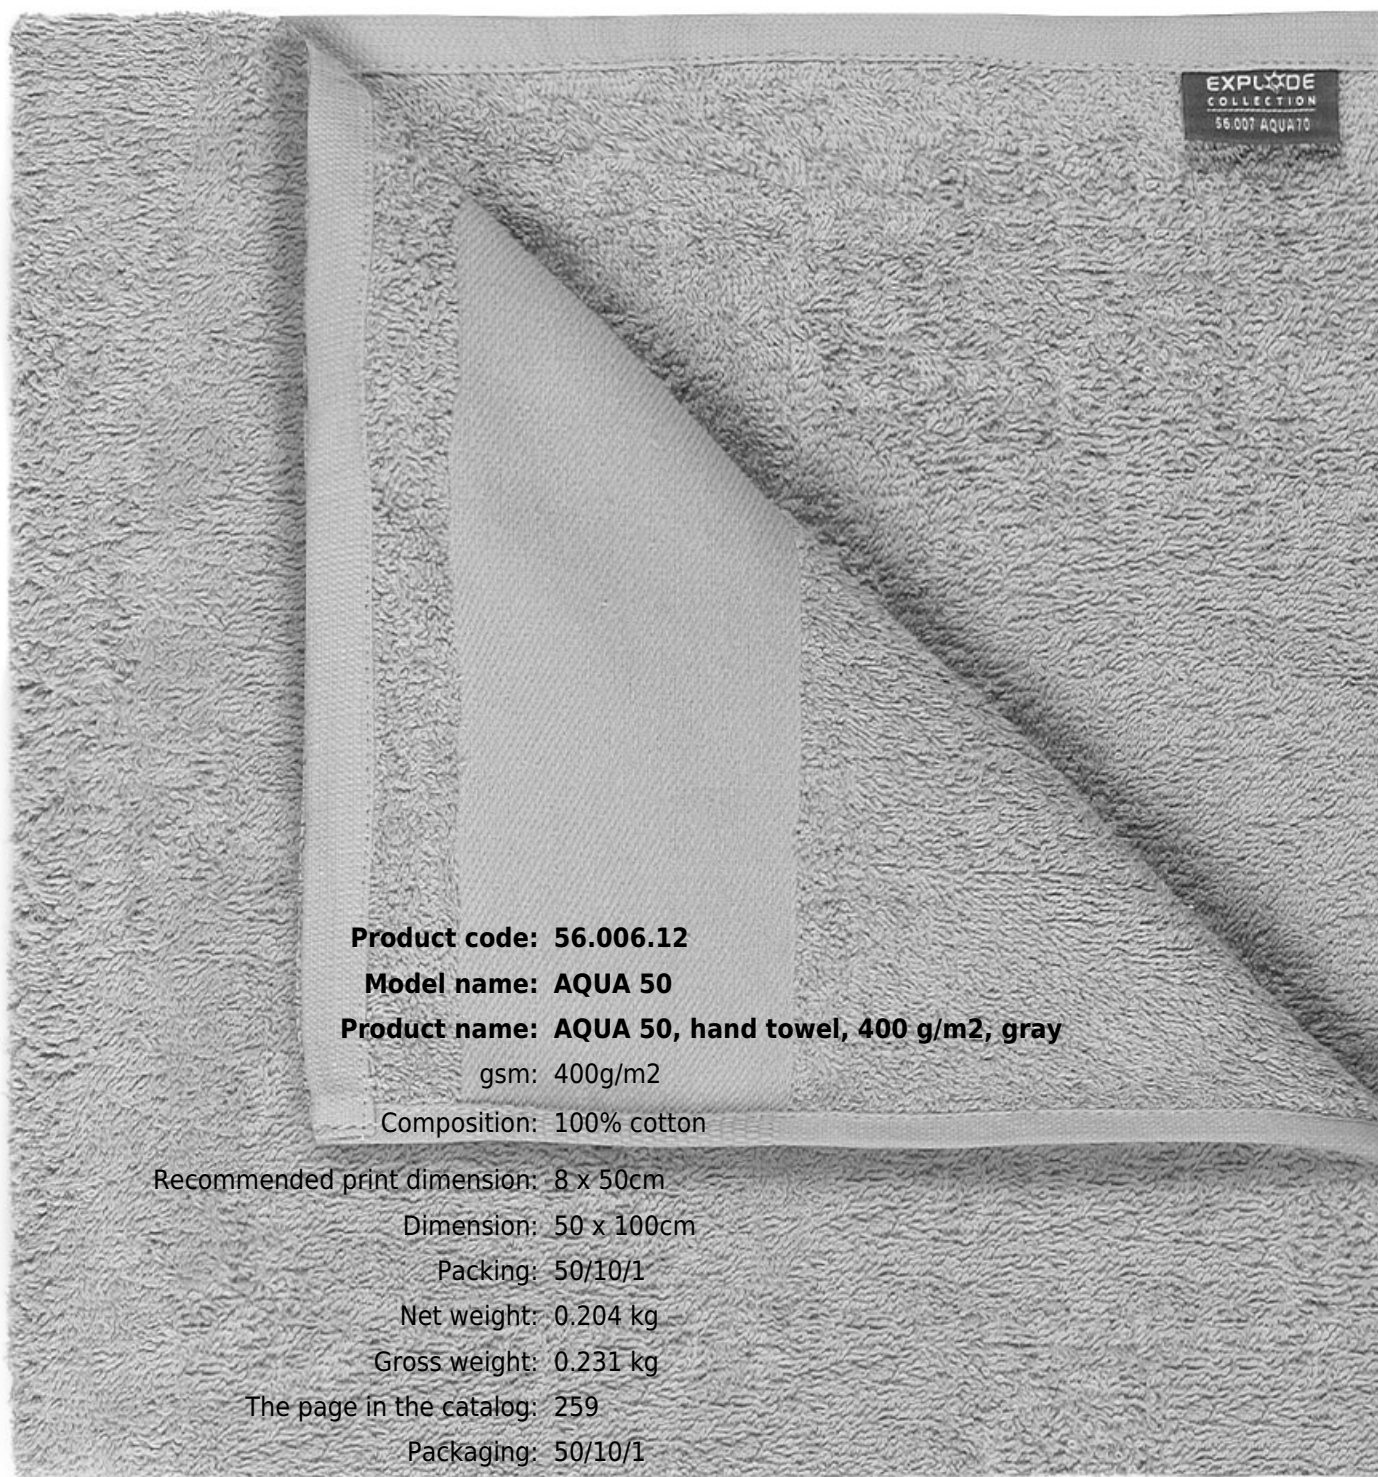 EXPLODE
COLLECTION
56.007 AQUA70
Product code: 56.006.12
Model name: AQUA 50
Product name: AQUA 50, hand towel, 400 g/m2, gray
gsm: 400g/m2
Composition: 100% cotton
Recommended print dimension: 8 x 50cm
Dimension: 50 x 100cm
Packing: 50/10/1
Net weight: 0.204 kg
Gross weight: 0.231 kg
The page in the catalog: 259
Packaging: 50/10/1